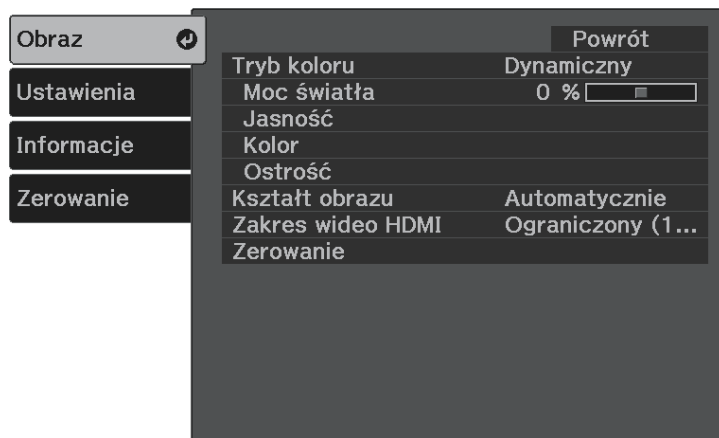 Obraz
Ustawienia
Informacje
Zerowanie
Powrót
Tryb koloru Dynamiczny
Moc światła 0 %
Jasność
Kolor
Ostrość
Kształt obrazu Automatycznie
Zakres wideo HDMI Ograniczony (1...
Zerowanie